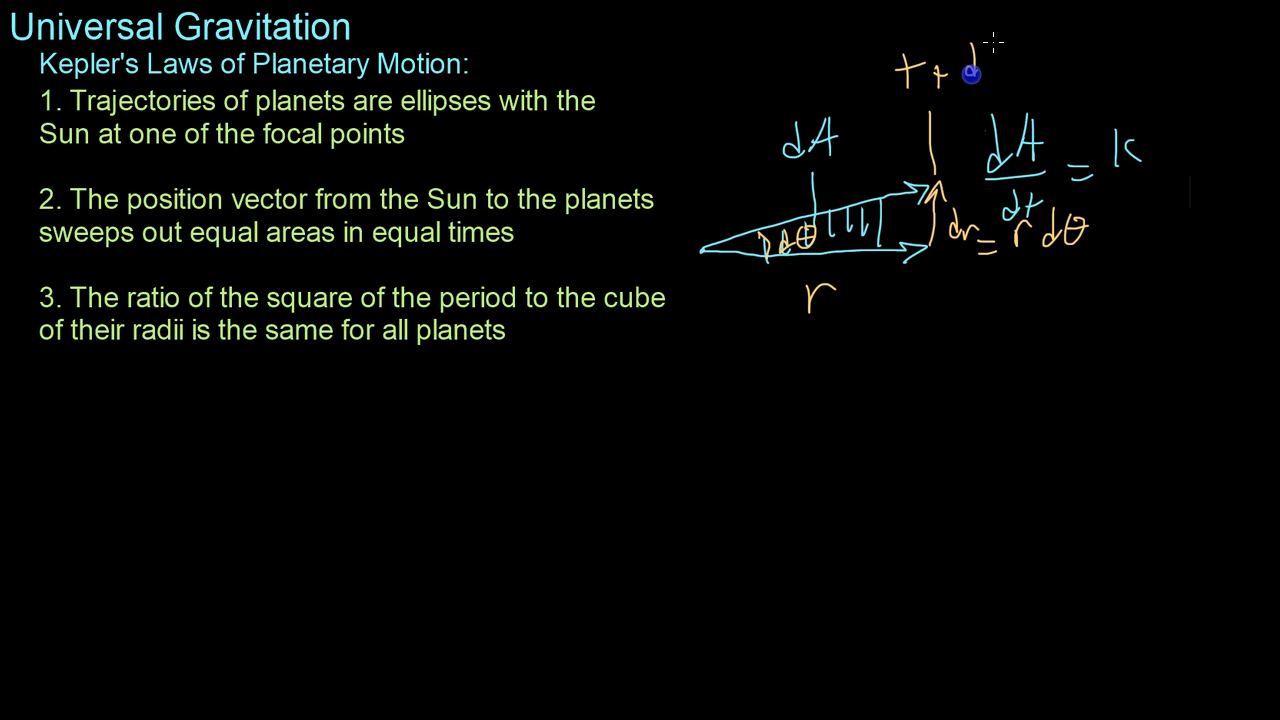 Universal Gravitation
Kepler's Laws of Planetary Motion:
1. Trajectories of planets are ellipses with the
Sun at one of the focal points
2. The position vector from the Sun to the planets
sweeps out equal areas in equal times
3. The ratio of the square of the period to the cube
of their radii is the same for all planets
t + d
dA
dA
dt
= k
dθ
dr = r dθ
r